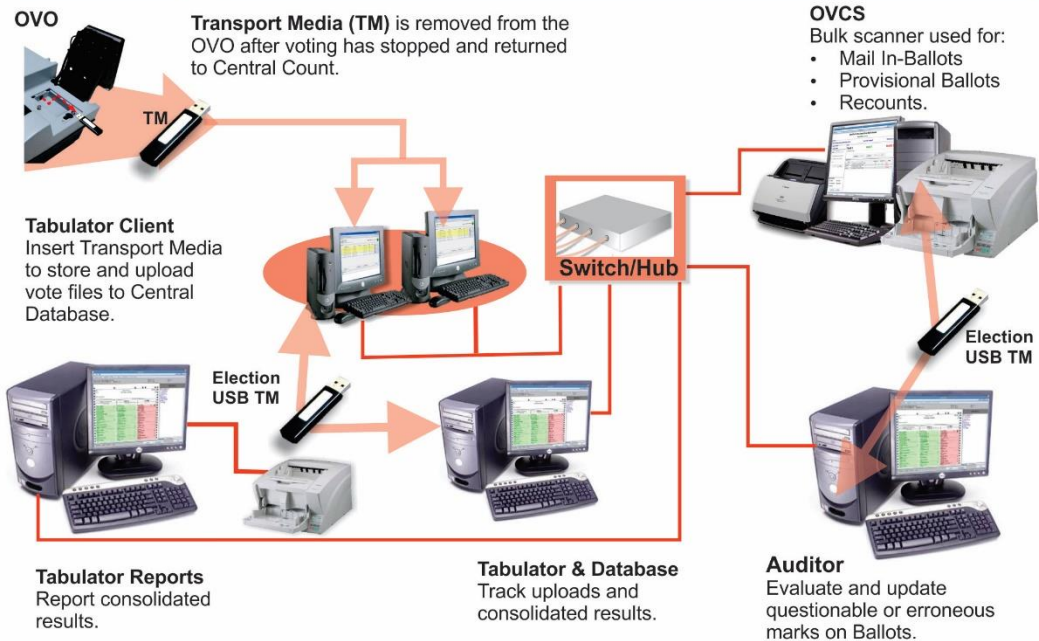 OVO
Transport Media (TM) is removed from the
OVO after voting has stopped and returned
to Central Count.
TM
OVCS
Bulk scanner used for:
• Mail In-Ballots
• Provisional Ballots
• Recounts.
Tabulator Client
Insert Transport Media
to store and upload
vote files to Central
Database.
Switch/Hub
Election
USB TM
Election
USB TM
Tabulator Reports
Report consolidated
results.
Tabulator & Database
Track uploads and
consolidated results.
Auditor
Evaluate and update
questionable or erroneous
marks on Ballots.